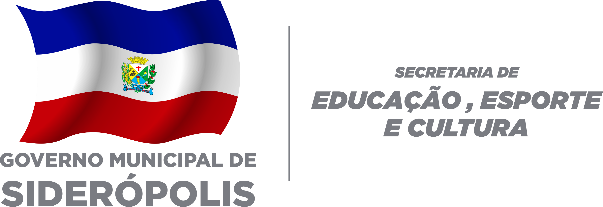 GOVERNO MUNICIPAL DE
SIDERÓPOLIS
SECRETARIA DE
EDUCAÇÃO , ESPORTE
E CULTURA